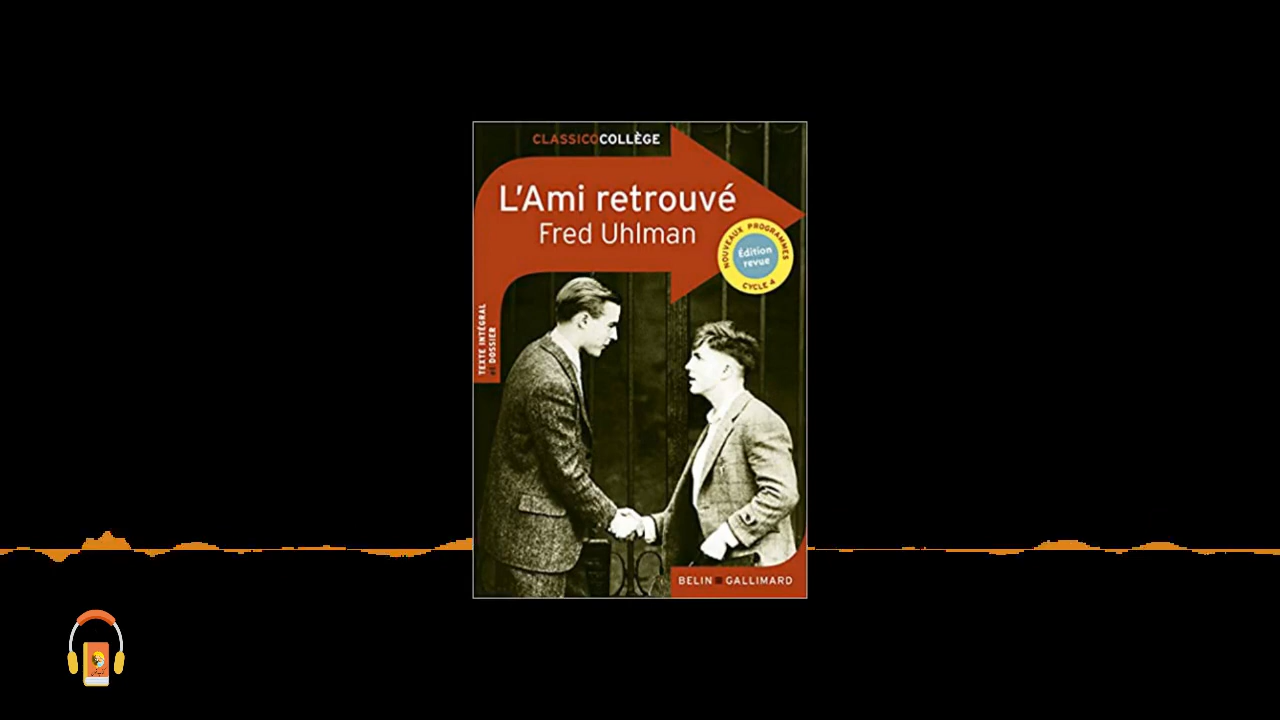 CLASSICOCOLLÈGE
L'Ami retrouvé
Fred Uhlman
NOUVEAUX PROGRAMMES
Édition
revue
CYCLE 4
TEXTE INTÉGRAL
et DOSSIER
BELIN GALLIMARD